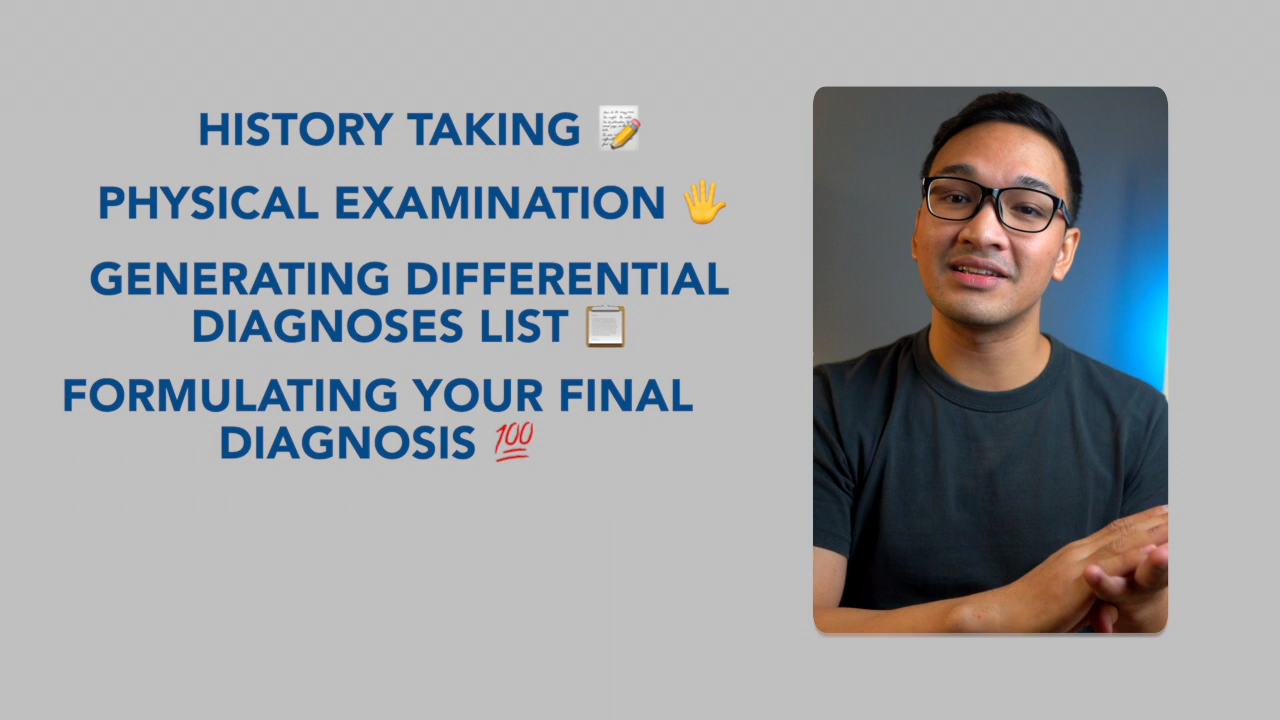 HISTORY TAKING 📝
PHYSICAL EXAMINATION 🖐
GENERATING DIFFERENTIAL
DIAGNOSES LIST 📋
FORMULATING YOUR FINAL
DIAGNOSIS 💯